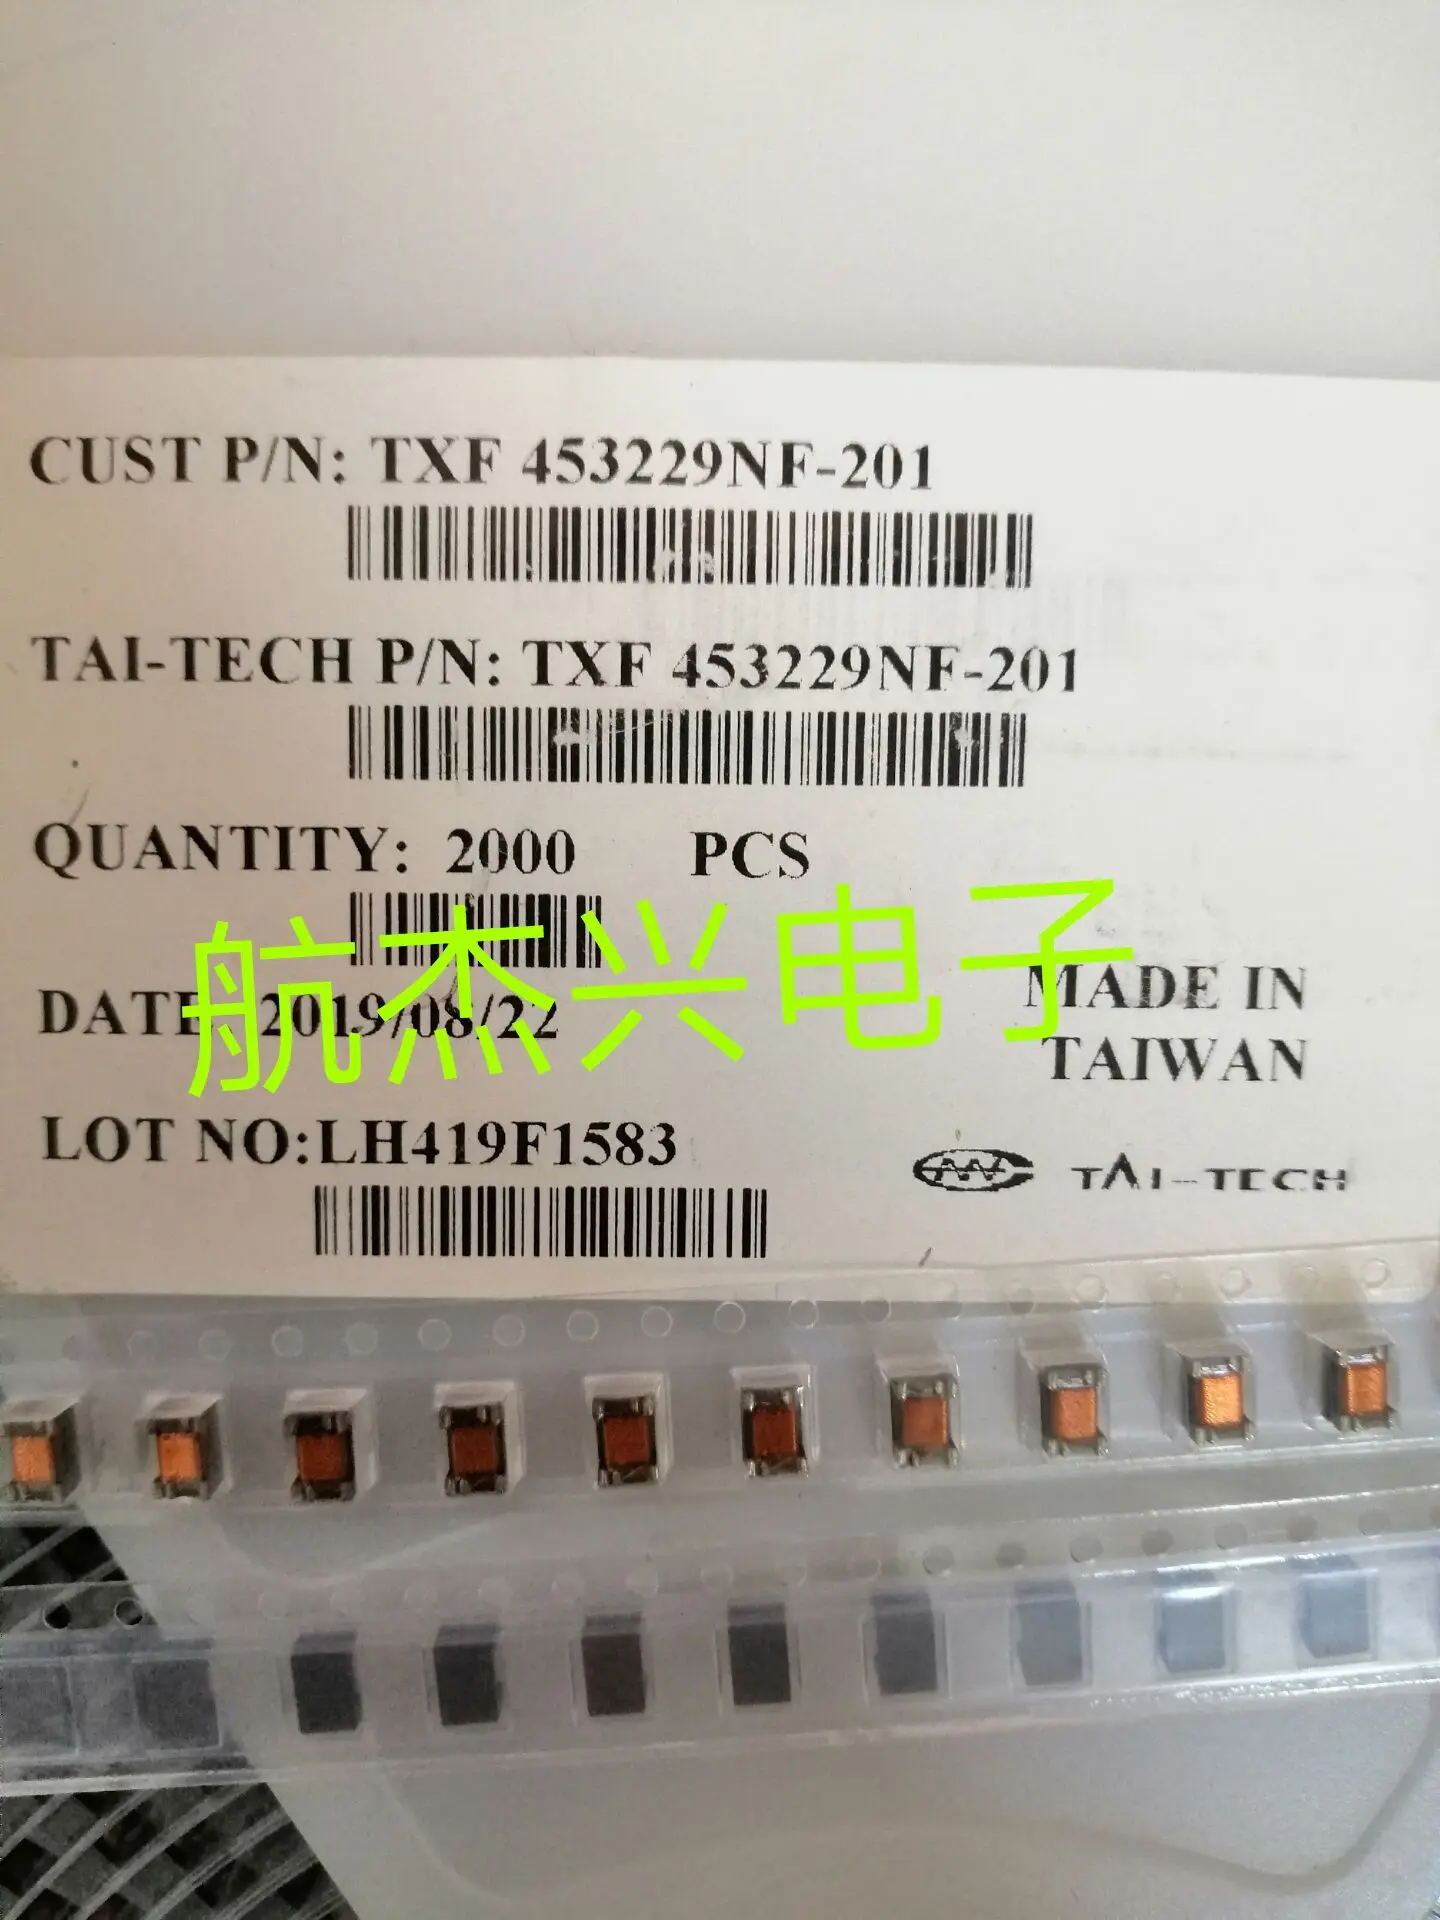 CUST P/N: TXF 453229NF-201
TAI-TECH P/N: TXF 453229NF-201
QUANTITY: 2000 PCS
航杰兴电子
DATE: 2019/08/22
MADE IN
TAIWAN
LOT NO:LH419F1583
TAI-TECH